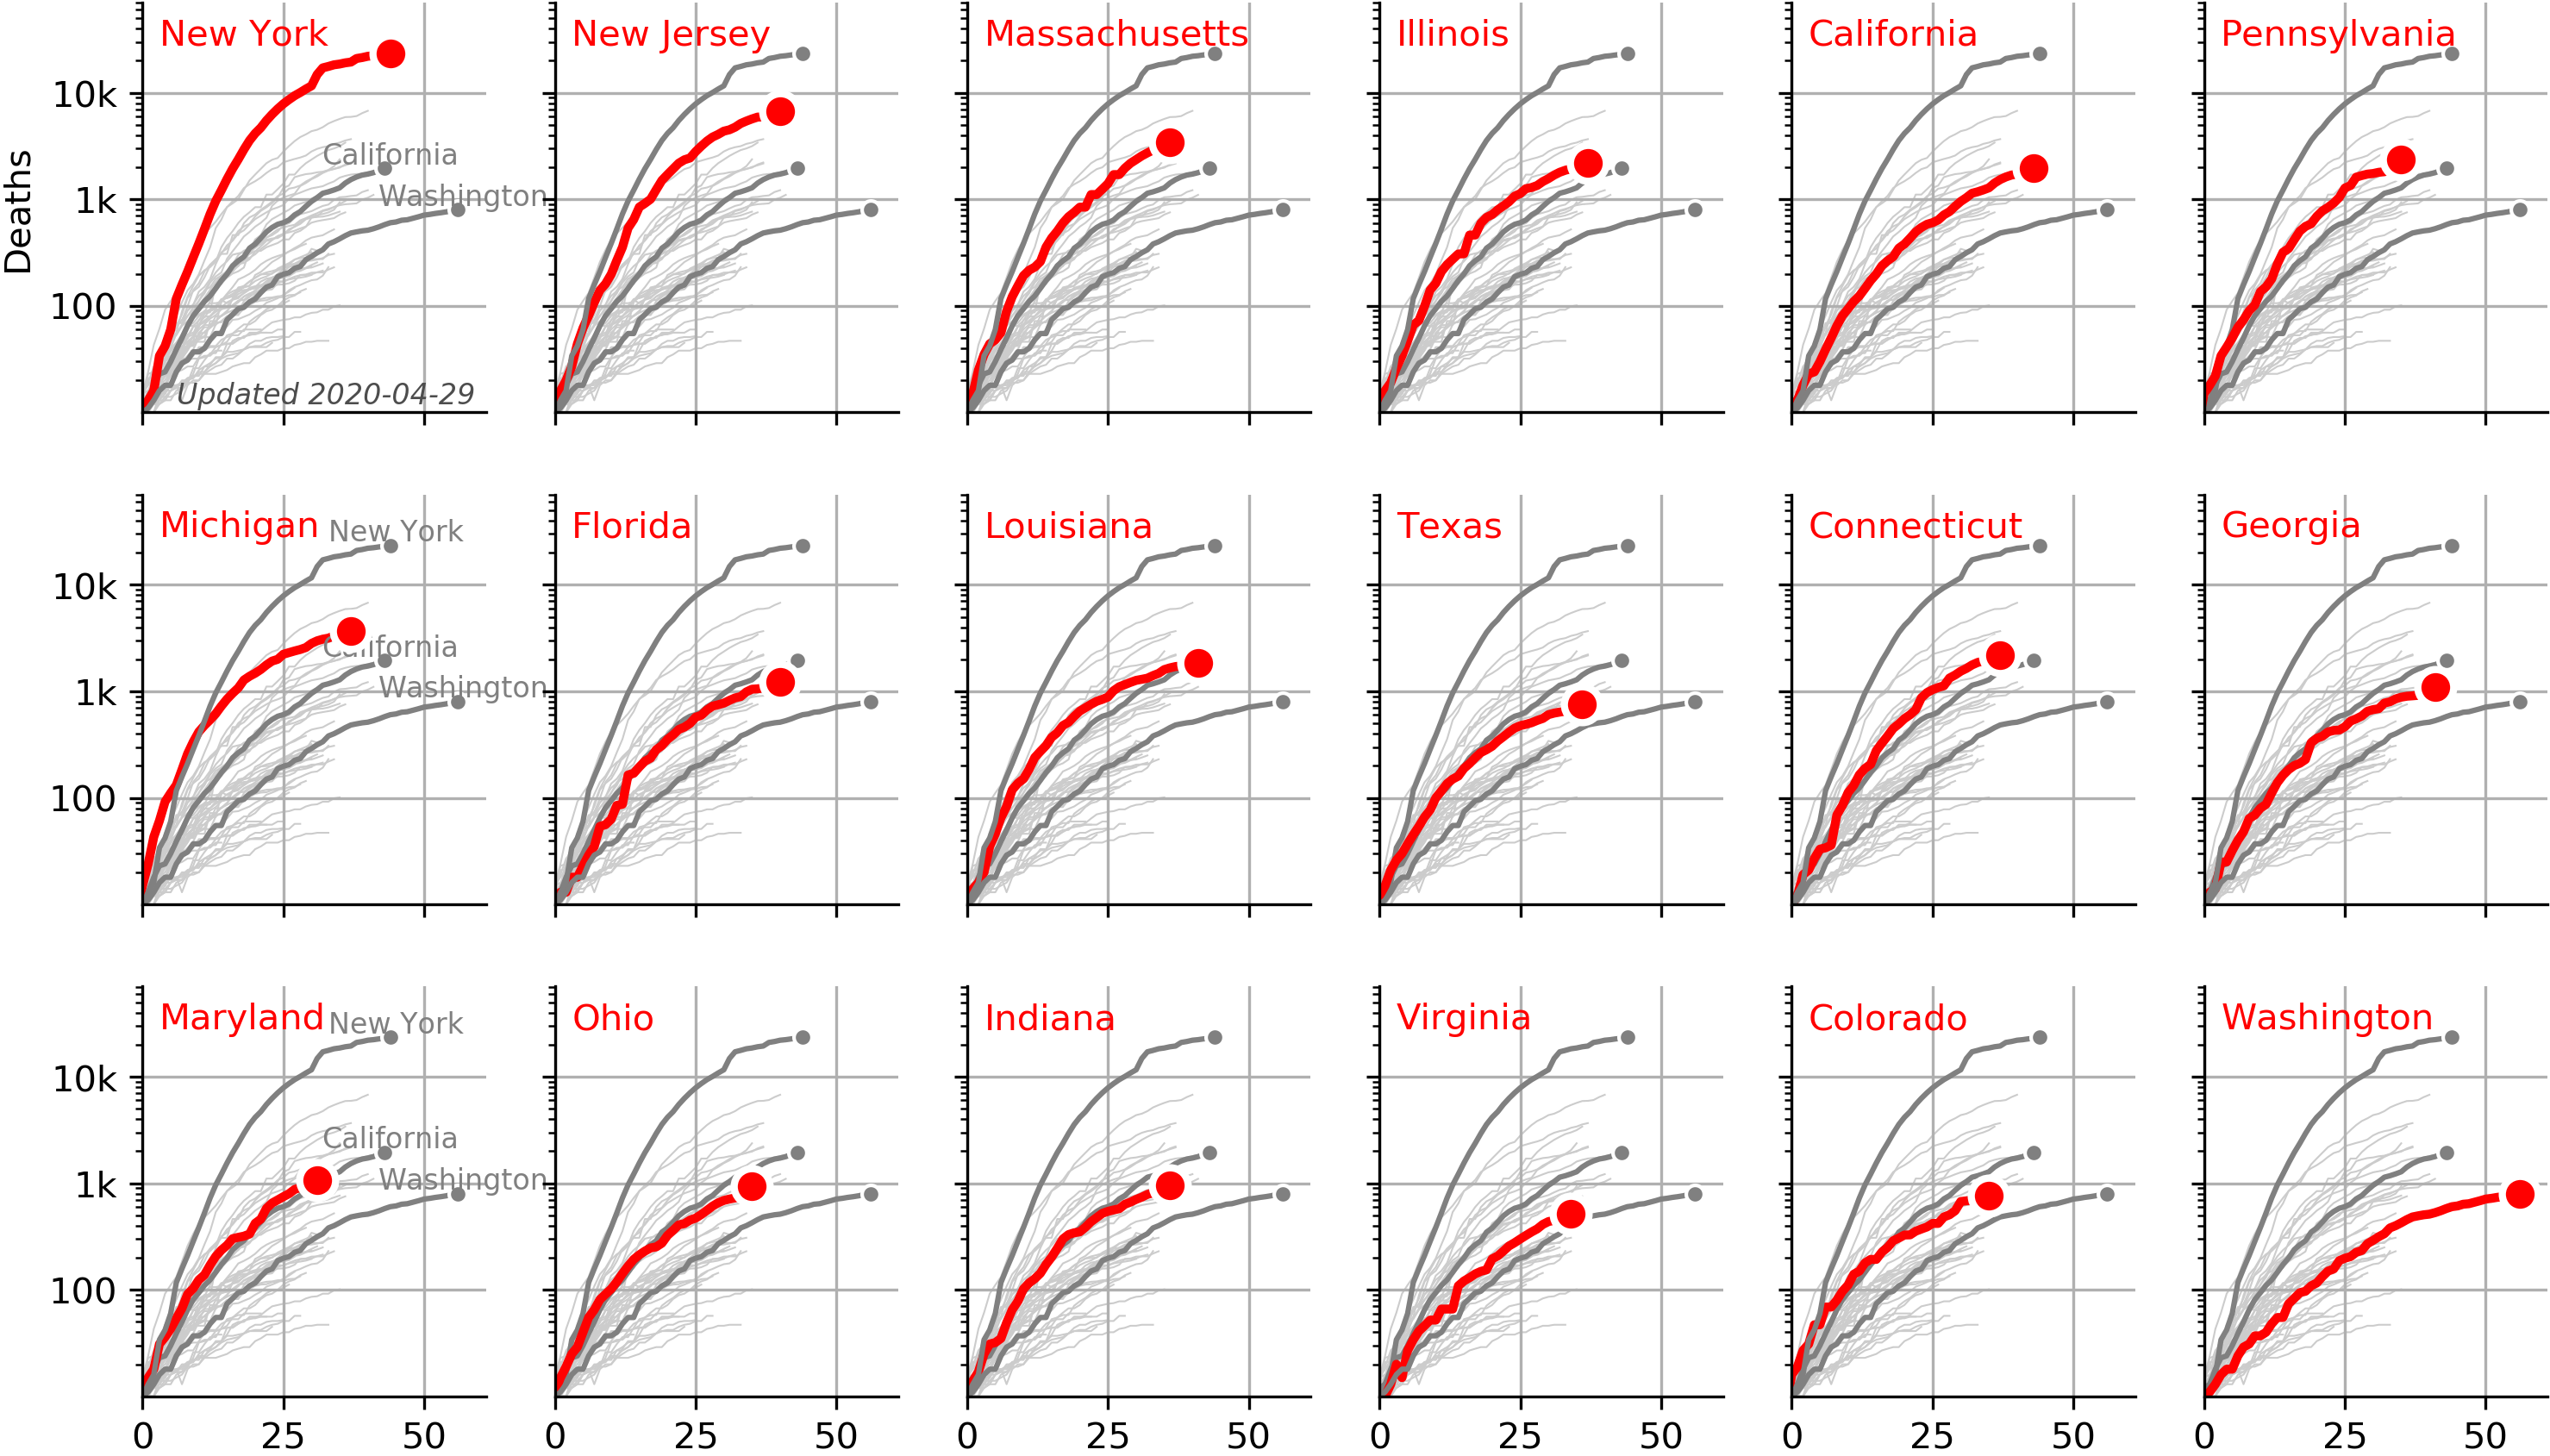 New York
New Jersey
Massachusetts
Illinois
California
Pennsylvania
10k
1k
100
Deaths
California
Washington
Updated 2020-04-29
Michigan
New York
Florida
Louisiana
Texas
Connecticut
Georgia
10k
1k
100
California
Washington
Maryland
New York
Ohio
Indiana
Virginia
Colorado
Washington
10k
1k
100
California
Washington
0 25 50
0 25 50
0 25 50
0 25 50
0 25 50
0 25 50